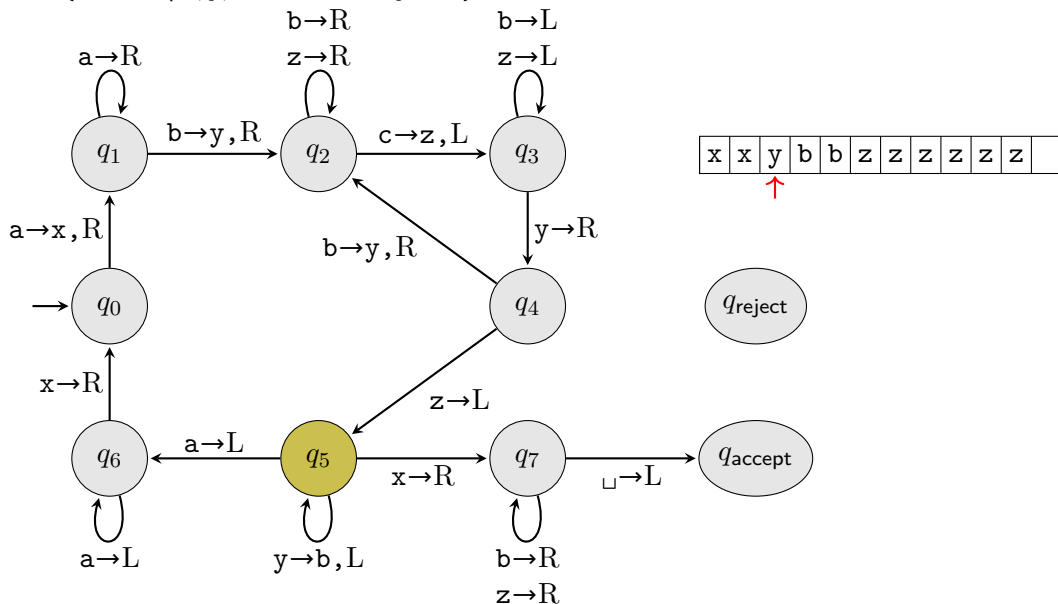 b→R
b→L
a→R
z→R
z→L
q1
b→y,R
q2
c→z,L
q3
x x y b b z z z z z z
a→x,R
b→y,R
y→R
q0
q4
qreject
x→R
z→L
q6
a→L
q5
x→R
q7
␣→L
qaccept
a→L
y→b,L
b→R
z→R